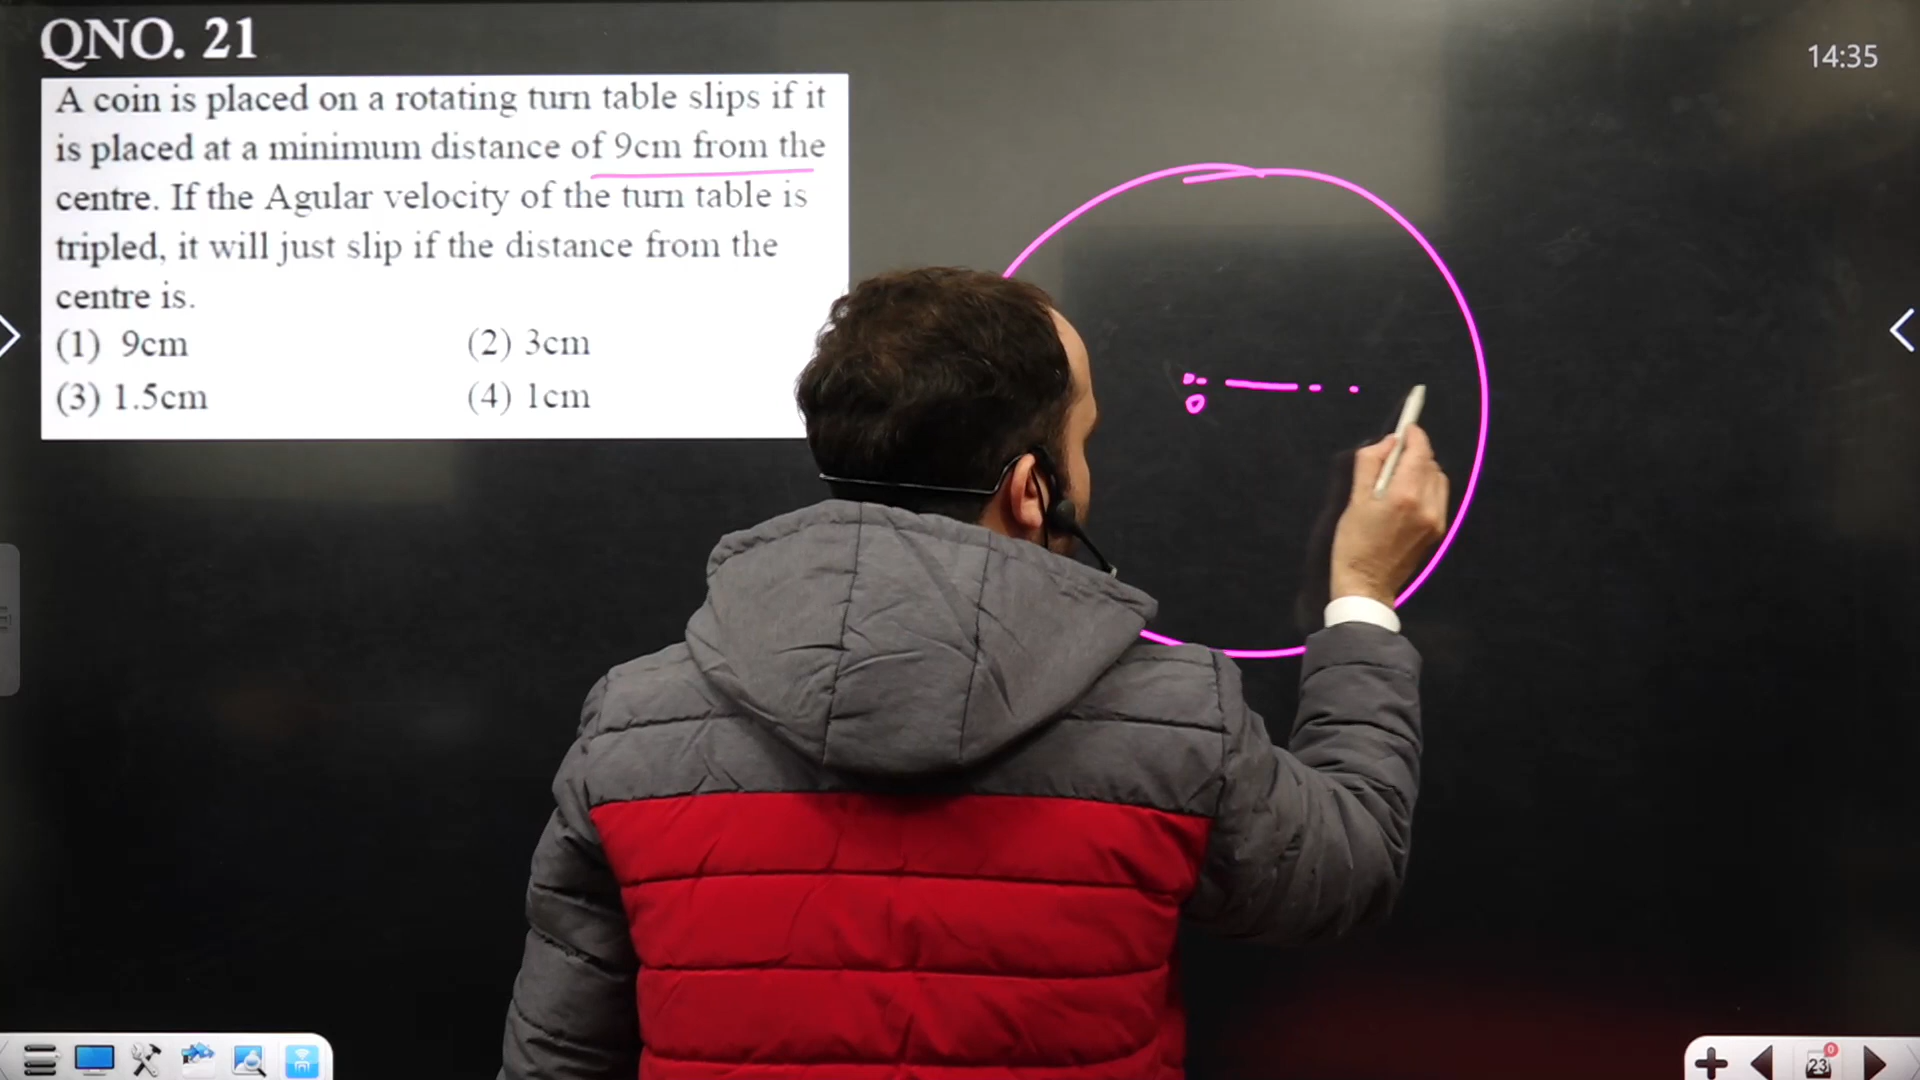 QNO. 21
14:35
A coin is placed on a rotating turn table slips if it
is placed at a minimum distance of 9cm from the
centre. If the Agular velocity of the turn table is
tripled, it will just slip if the distance from the
centre is.
(1) 9cm (2) 3cm
(3) 1.5cm (4) 1cm
23
0